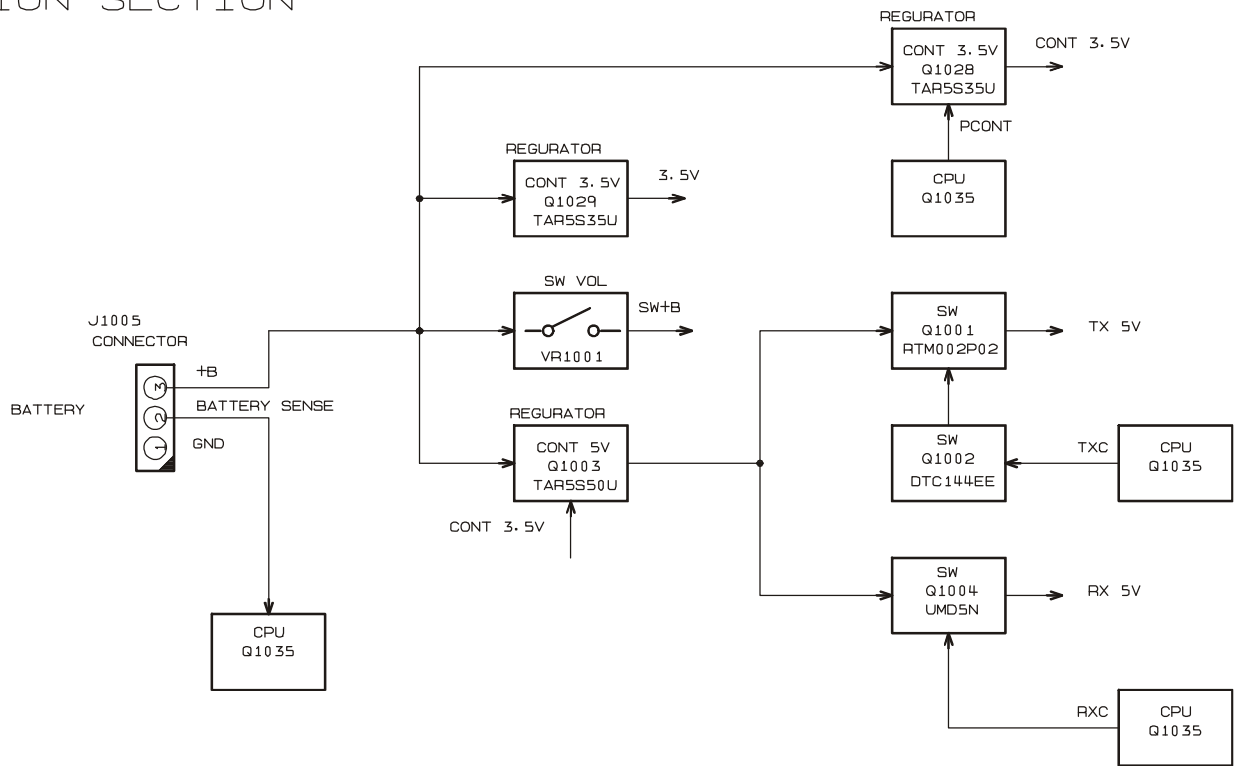 SECTION
REGURATOR
CONT 3.5V
Q1028
TAR5S35U
CONT 3.5V
PCONT
CPU
Q1035
REGURATOR
CONT 3.5V
Q1029
TAR5S35U
3.5V
SW VOL
VR1001
SW+B
J1005
CONNECTOR
BATTERY
3
2
1
+B
BATTERY SENSE
GND
CPU
Q1035
REGURATOR
CONT 5V
Q1003
TAR5S50U
CONT 3.5V
SW
Q1001
RTM002P02
TX 5V
SW
Q1002
DTC144EE
TXC
CPU
Q1035
SW
Q1004
UMD5N
RX 5V
RXC
CPU
Q1035